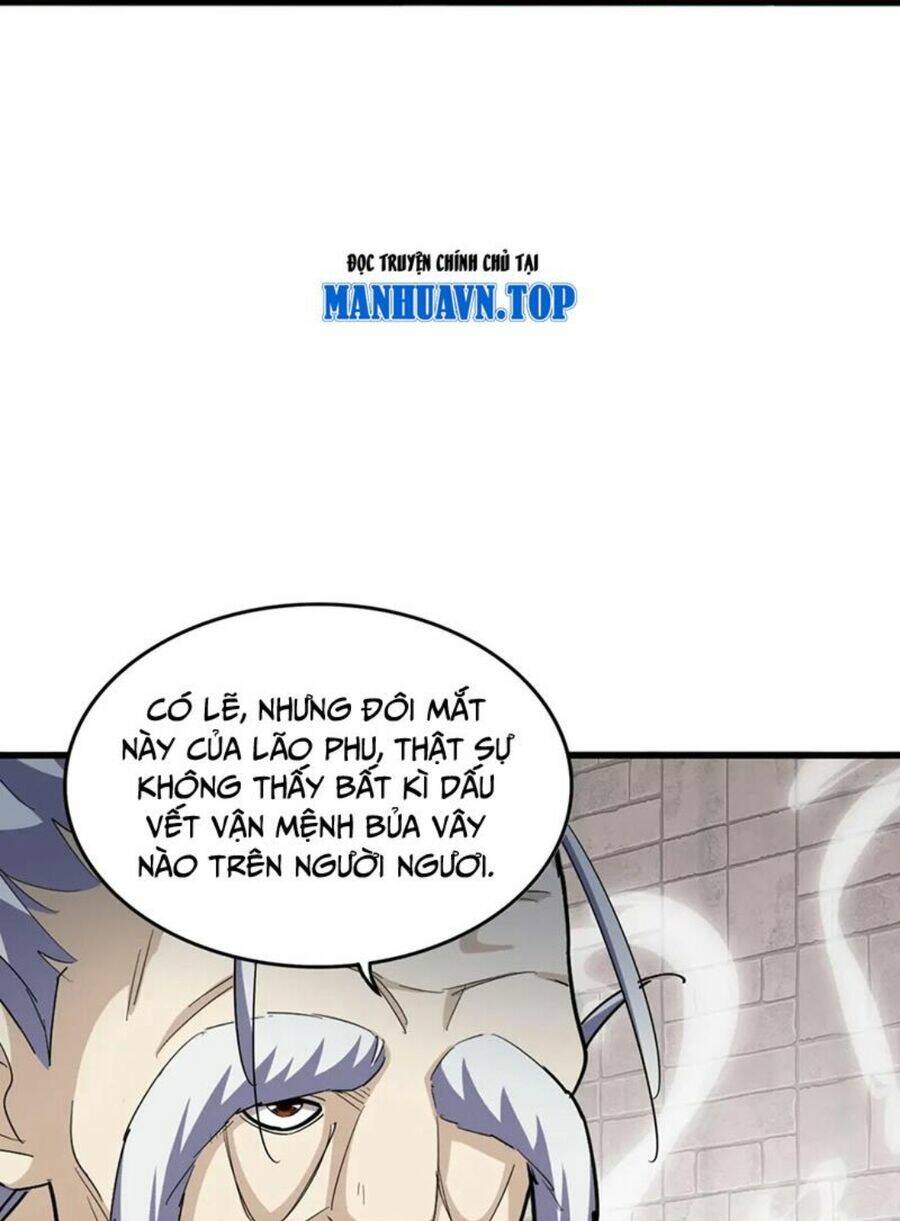 ĐỌC TRUYỆN CHÍNH CHỦ TẠI
MANHUAVN.TOP
CÓ LẼ, NHƯNG ĐÔI MẮT
NÀY CỦA LÃO PHU, THẬT SỰ
KHÔNG THẤY BẤT KÌ DẤU
VẾT VẬN MỆNH BỦA VÂY
NÀO TRÊN NGƯỜI NGƯƠI.